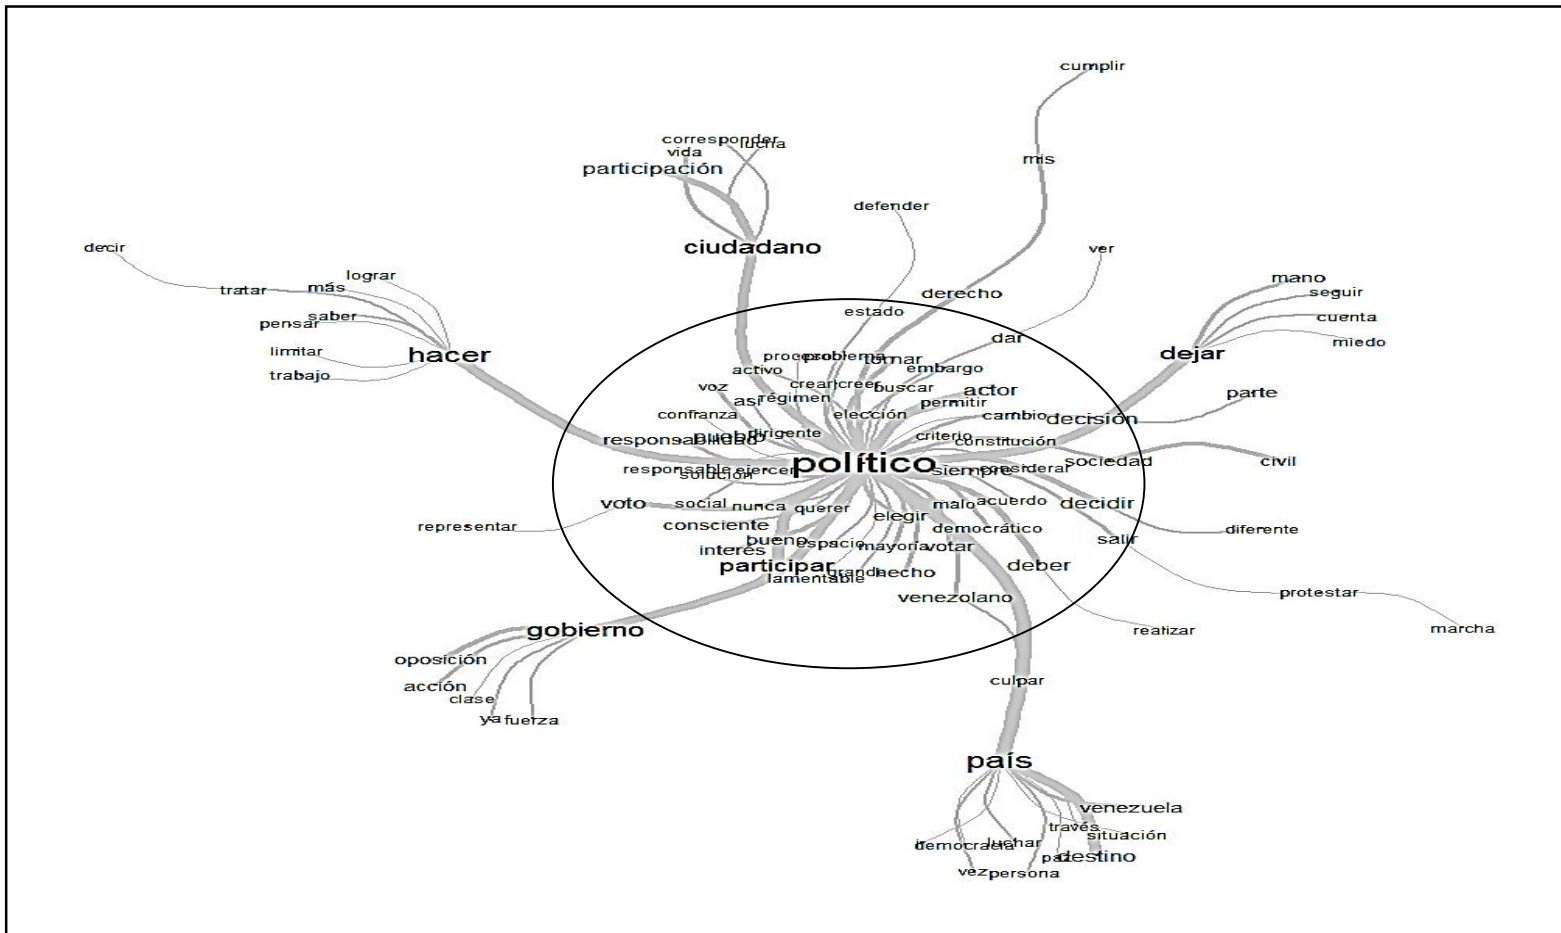 cumplir
corresponder
lucha
vida
participación
mis
defender
ciudadano
decir
ver
lograr
más
tratar
mano
seguir
derecho
estado
saber
pensar
cuenta
dar
miedo
limitar
hacer
dejar
trabajo
proceso
problema
tomar
activo
embargo
crear
creer
buscar
voz
actor
parte
así
régimen
permitir
confianza
elección
cambio
decisión
dirigente
criterio
responsabilidad
pueblo
constitución
político
sociedad
civil
responsable
ejercer
siempre
considerar
solución
voto
social
nunca
querer
malo
acuerdo
decidir
elegir
representar
consciente
democrático
diferente
bueno
espacio
mayoría
votar
salir
interés
participar
lamentable
grande
hecho
deber
venezolano
protestar
gobierno
realizar
marcha
oposición
culpar
acción
clase
ya
fuerza
país
venezuela
través
situación
ir
democracia
luchar
paz
destino
vez
persona